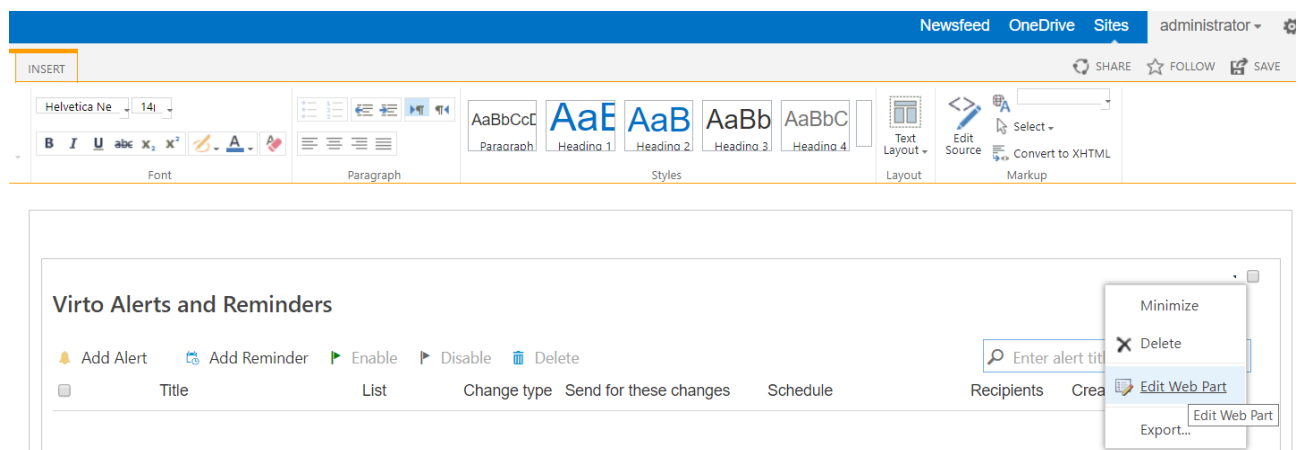 Newsfeed OneDrive Sites administrator
INSERT SHARE FOLLOW SAVE
Helvetica Ne 14
B I U abc x₂ x² A
AaBbCcD AaB AaBb AaBbC
Paragraph Heading 1 Heading 2 Heading 3 Heading 4
Text Layout
Edit Source
A
Select
Convert to XHTML
Font Paragraph Styles Layout Markup
Virto Alerts and Reminders
Add Alert Add Reminder Enable Disable Delete
Enter alert
Title List Change type Send for these changes Schedule Recipients
Minimize
Delete
Edit Web Part
Edit Web Part
Export...